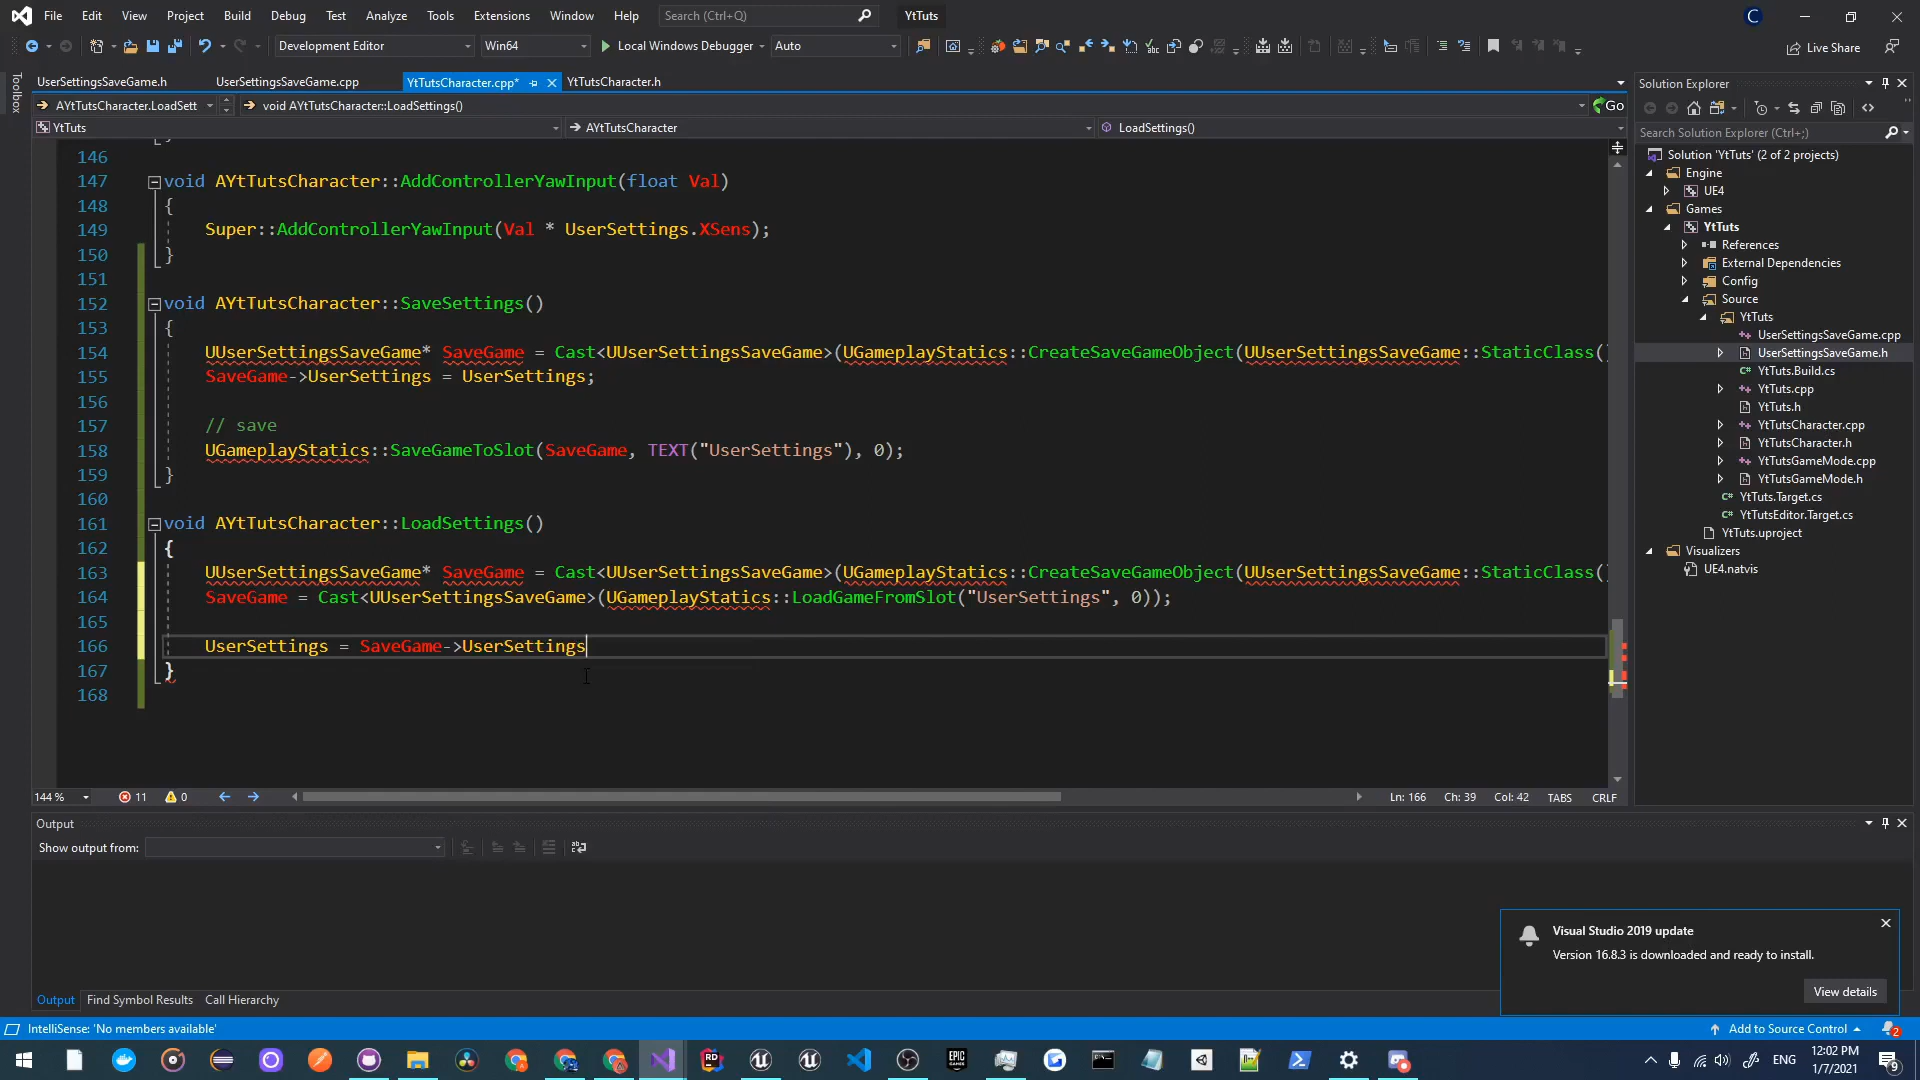 File Edit View Project Build Debug Test Analyze Tools Extensions Window Help Search (Ctrl+Q) YtTuts C
Development Editor Win64 Local Windows Debugger Auto Live Share
Toolbox
UserSettingsSaveGame.h UserSettingsSaveGame.cpp YtTutsCharacter.cpp* YtTutsCharacter.h
AYtTutsCharacter.LoadSett void AYtTutsCharacter::LoadSettings() Go
YtTuts AYtTutsCharacter LoadSettings()
146
147 void AYtTutsCharacter::AddControllerYawInput(float Val)
148 {
149 Super::AddControllerYawInput(Val * UserSettings.XSens);
150 }
151
152 void AYtTutsCharacter::SaveSettings()
153 {
154 UUserSettingsSaveGame* SaveGame = Cast<UUserSettingsSaveGame>(UGameplayStatics::CreateSaveGameObject(UUserSettingsSaveGame::StaticClass()
155 SaveGame->UserSettings = UserSettings;
156
157 // save
158 UGameplayStatics::SaveGameToSlot(SaveGame, TEXT("UserSettings"), 0);
159 }
160
161 void AYtTutsCharacter::LoadSettings()
162 {
163 UUserSettingsSaveGame* SaveGame = Cast<UUserSettingsSaveGame>(UGameplayStatics::CreateSaveGameObject(UUserSettingsSaveGame::StaticClass()
164 SaveGame = Cast<UUserSettingsSaveGame>(UGameplayStatics::LoadGameFromSlot("UserSettings", 0));
165
166 UserSettings = SaveGame->UserSettings
167 }
168
144 % 11 0 Ln: 166 Ch: 39 Col: 42 TABS CRLF
Solution Explorer
Search Solution Explorer (Ctrl+;)
Solution 'YtTuts' (2 of 2 projects)
Engine
UE4
Games
YtTuts
References
External Dependencies
Config
Source
YtTuts
UserSettingsSaveGame.cpp
UserSettingsSaveGame.h
YtTuts.Build.cs
YtTuts.cpp
YtTuts.h
YtTutsCharacter.cpp
YtTutsCharacter.h
YtTutsGameMode.cpp
YtTutsGameMode.h
YtTuts.Target.cs
YtTutsEditor.Target.cs
YtTuts.uproject
Visualizers
UE4.natvis
Output
Show output from:
Output Find Symbol Results Call Hierarchy
Visual Studio 2019 update
Version 16.8.3 is downloaded and ready to install.
View details
IntelliSense: 'No members available' Add to Source Control 2
RD EPIC GAMES ENG 12:02 PM 9
1/7/2021